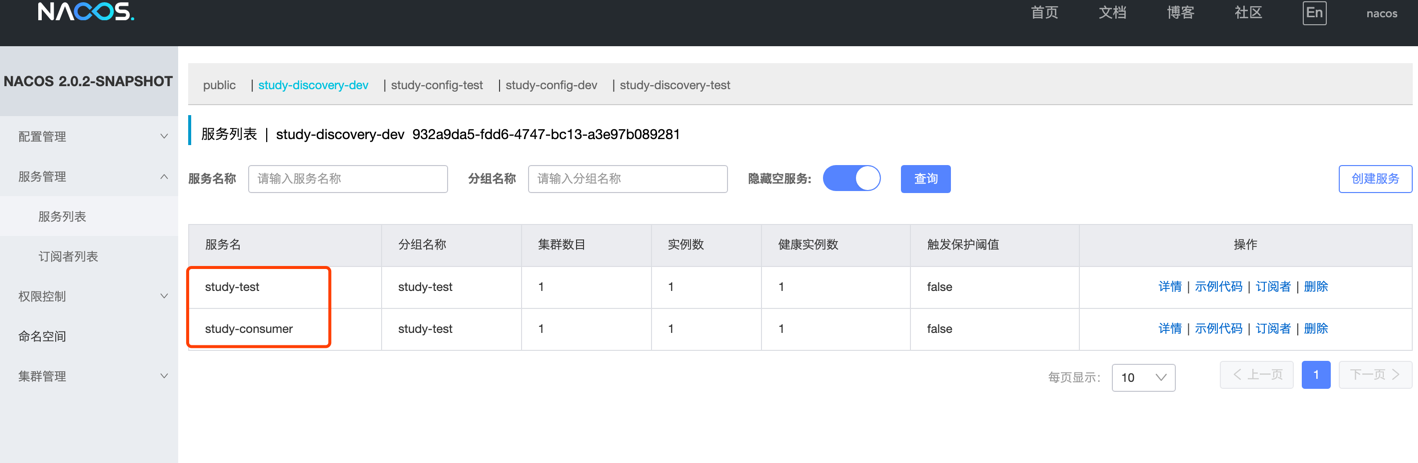 NACOS.
首页 文档 博客 社区 En nacos
NACOS 2.0.2-SNAPSHOT
配置管理
服务管理
服务列表
订阅者列表
权限控制
命名空间
集群管理
public | study-discovery-dev | study-config-test | study-config-dev | study-discovery-test
服务列表 | study-discovery-dev 932a9da5-fdd6-4747-bc13-a3e97b089281
服务名称 请输入服务名称 分组名称 请输入分组名称 隐藏空服务: 查询 创建服务
服务名 分组名称 集群数目 实例数 健康实例数 触发保护阈值 操作
study-test study-test 1 1 1 false 详情 | 示例代码 | 订阅者 | 删除
study-consumer study-test 1 1 1 false 详情 | 示例代码 | 订阅者 | 删除
每页显示: 10 上一页 1 下一页